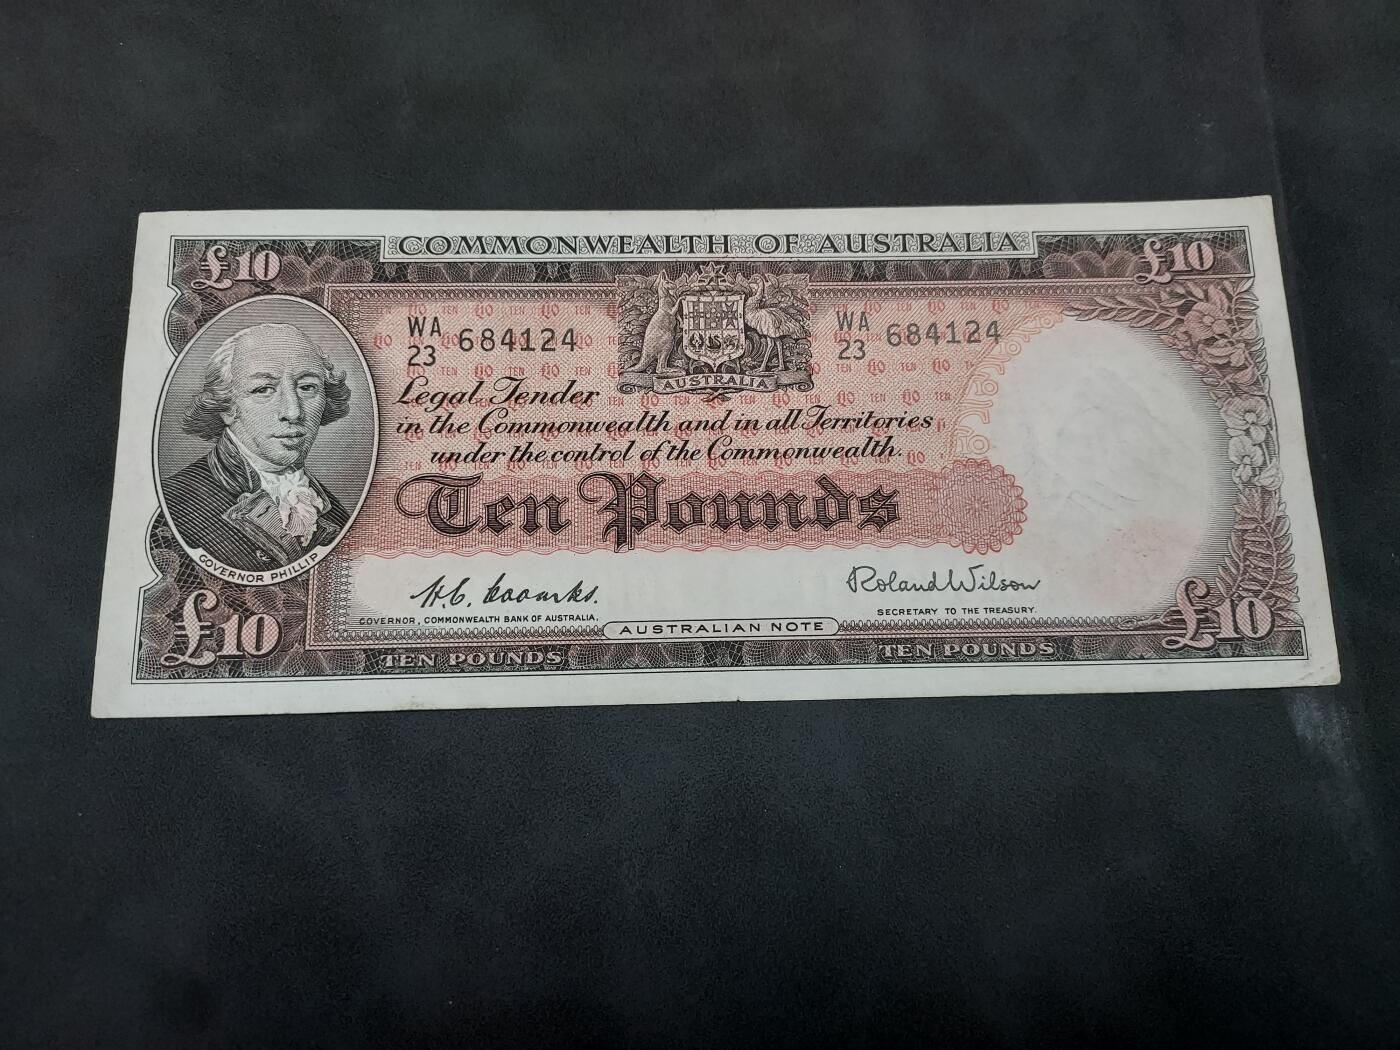 COMMONWEALTH OF AUSTRALIA
£10
£10
WA
23 684124
WA
23 684124
AUSTRALIA
Legal Tender
in the Commonwealth and in all Territories
under the control of the Commonwealth.
Ten Pounds
GOVERNOR PHILLIP
H.C. Coombs.
Roland Wilson
GOVERNOR, COMMONWEALTH BANK OF AUSTRALIA.
SECRETARY TO THE TREASURY.
AUSTRALIAN NOTE
£10
£10
TEN POUNDS
TEN POUNDS